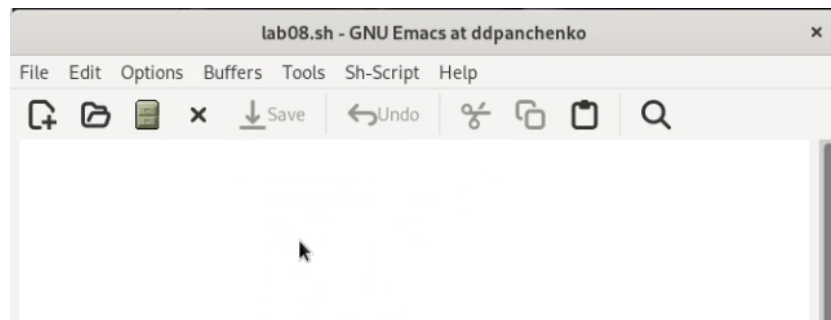 lab08.sh - GNU Emacs at ddpanchenko
File Edit Options Buffers Tools Sh-Script Help
Save Undo